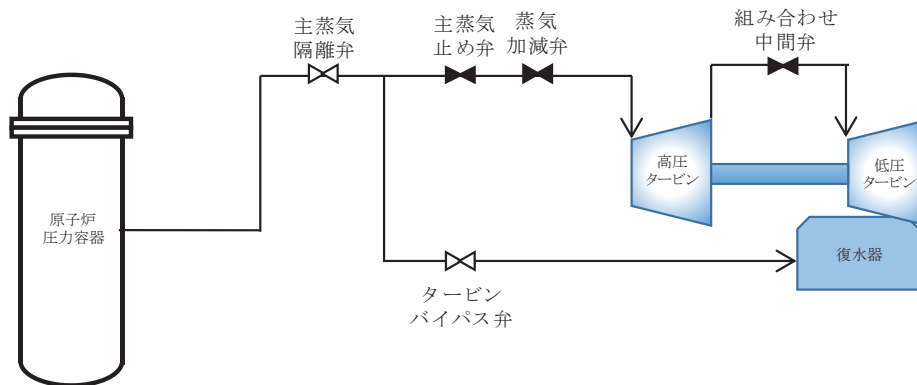 主蒸気
隔離弁
主蒸気
止め弁
蒸気
加減弁
組み合わせ
中間弁
高圧
タービン
低圧
タービン
原子炉
圧力容器
復水器
タービン
バイパス弁